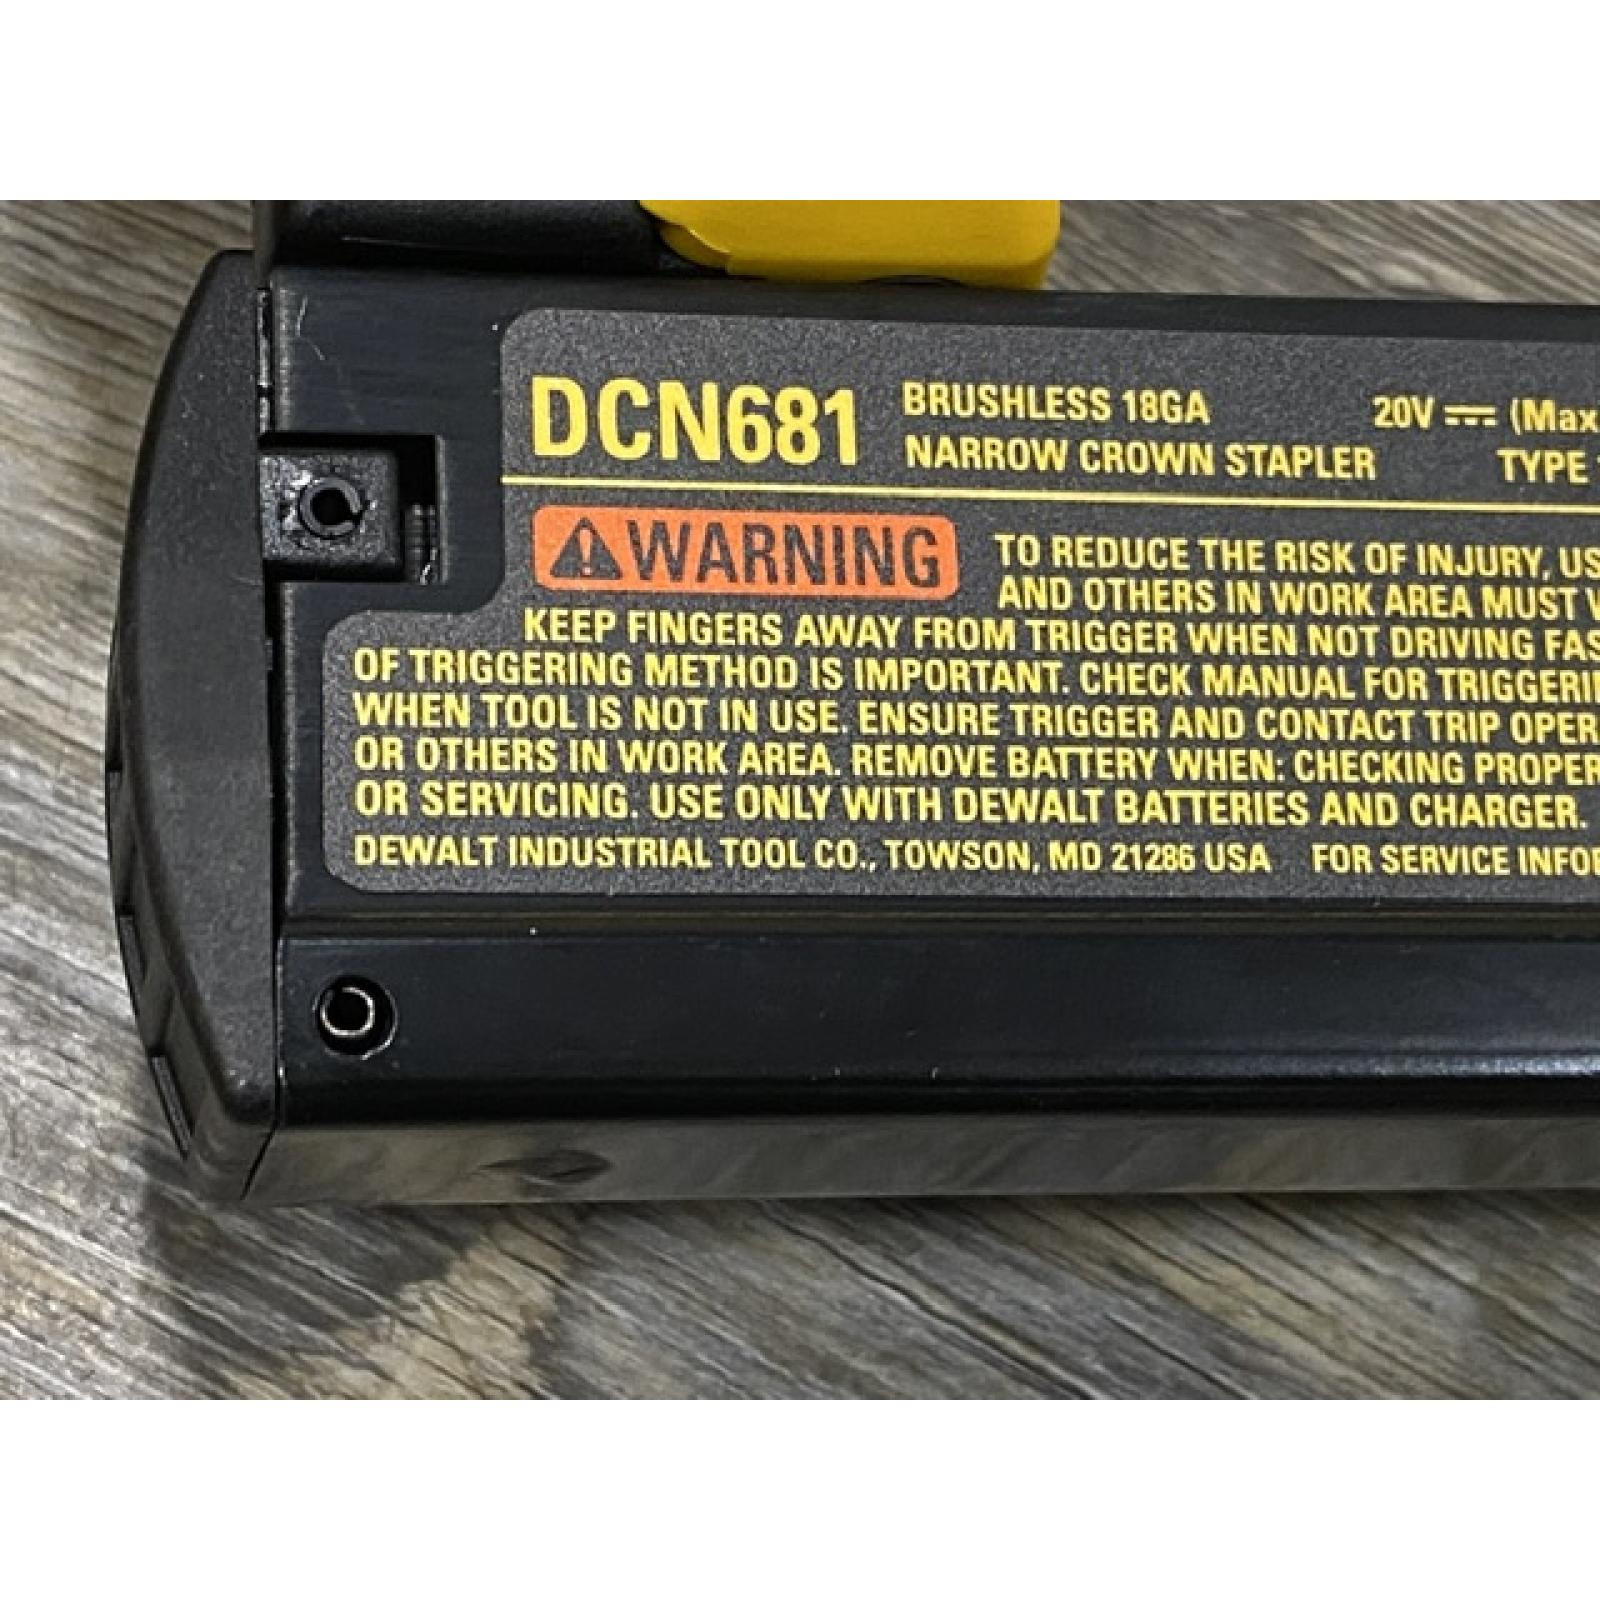 DCN681 BRUSHLESS 18GA 20V (Max
NARROW CROWN STAPLER TYPE
WARNING TO REDUCE THE RISK OF INJURY,
AND OTHERS IN WORK AREA MUST
KEEP FINGERS AWAY FROM TRIGGER WHEN NOT DRIVING
OF TRIGGERING METHOD IS IMPORTANT. CHECK MANUAL FOR
WHEN TOOL IS NOT IN USE. ENSURE TRIGGER AND CONTACT TRIP
OR OTHERS IN WORK AREA. REMOVE BATTERY WHEN: CHECKING
OR SERVICING. USE ONLY WITH DEWALT BATTERIES AND CHARGER.
DEWALT INDUSTRIAL TOOL CO., TOWSON, MD 21286 USA FOR SERVICE